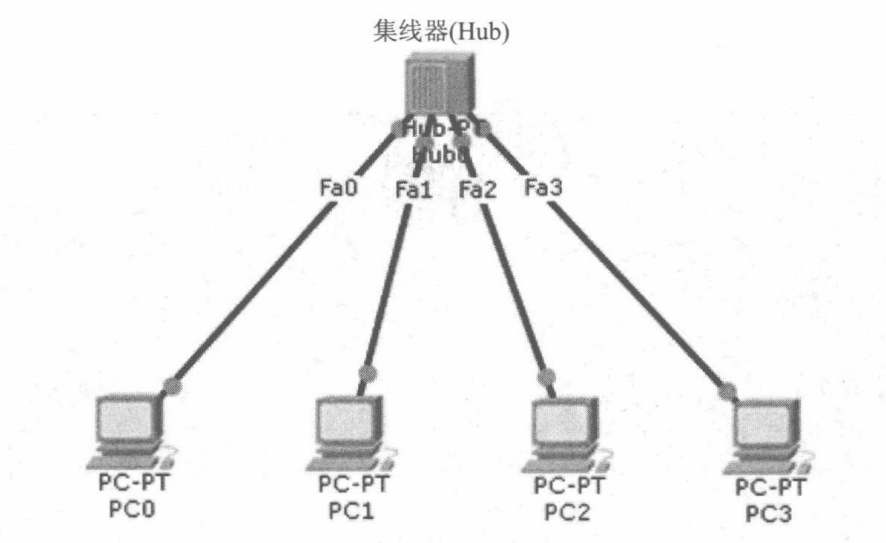 集线器(Hub)
Hub-P
Hub0
Fa0 Fa1 Fa2 Fa3
PC-PT PC-PT PC-PT PC-PT
PC0 PC1 PC2 PC3